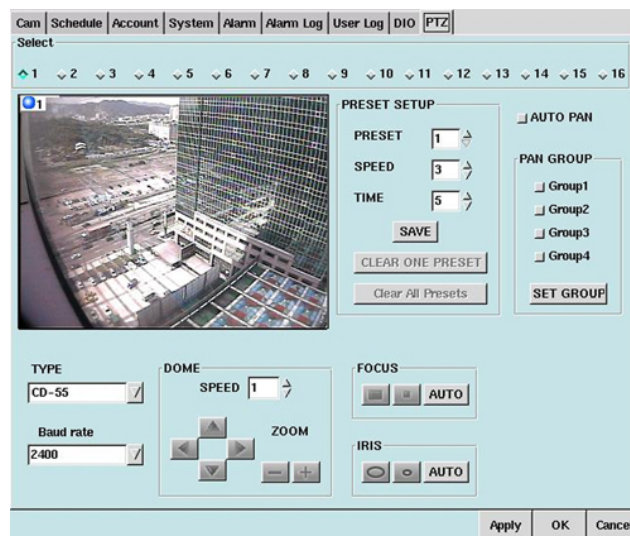 Cam Schedule Account System Alarm Alarm Log User Log DIO PTZ
Select
1 2 3 4 5 6 7 8 9 10 11 12 13 14 15 16
1
PRESET SETUP
PRESET 1
SPEED 3
TIME 5
SAVE
CLEAR ONE PRESET
Clear All Presets
AUTO PAN
PAN GROUP
Group1
Group2
Group3
Group4
SET GROUP
TYPE
CD-55
Baud rate
2400
DOME
SPEED 1
ZOOM
FOCUS
AUTO
IRIS
AUTO
Apply OK Cance